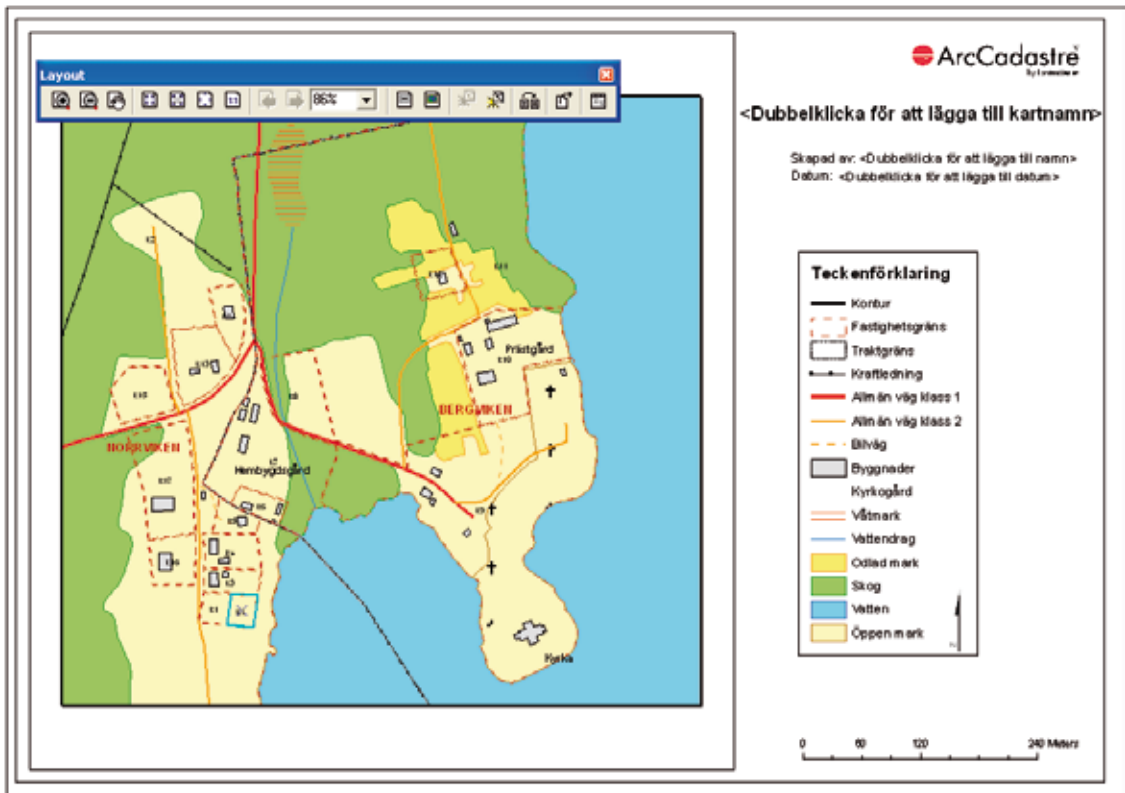 Layout
86%
ArcCadastre
<Dubbelklicka för att lägga till kartnamn>
Skapad av: <Dubbelklicka för att lägga till namn>
Datum: <Dubbelklicka för att lägga till datum>
Teckenförklaring
Kontur
Fastighetsgräns
Traktgräns
Kraftledning
Allmän väg klass 1
Allmän väg klass 2
Bilväg
Byggnader
Kyrkogård
Våtmark
Vattendrag
Odlad mark
Skog
Vatten
Öppen mark
Prästgård
BERGVIKEN
NORRVIKEN
Hembygdsgård
Kyrka
0 60 120 240 Meters